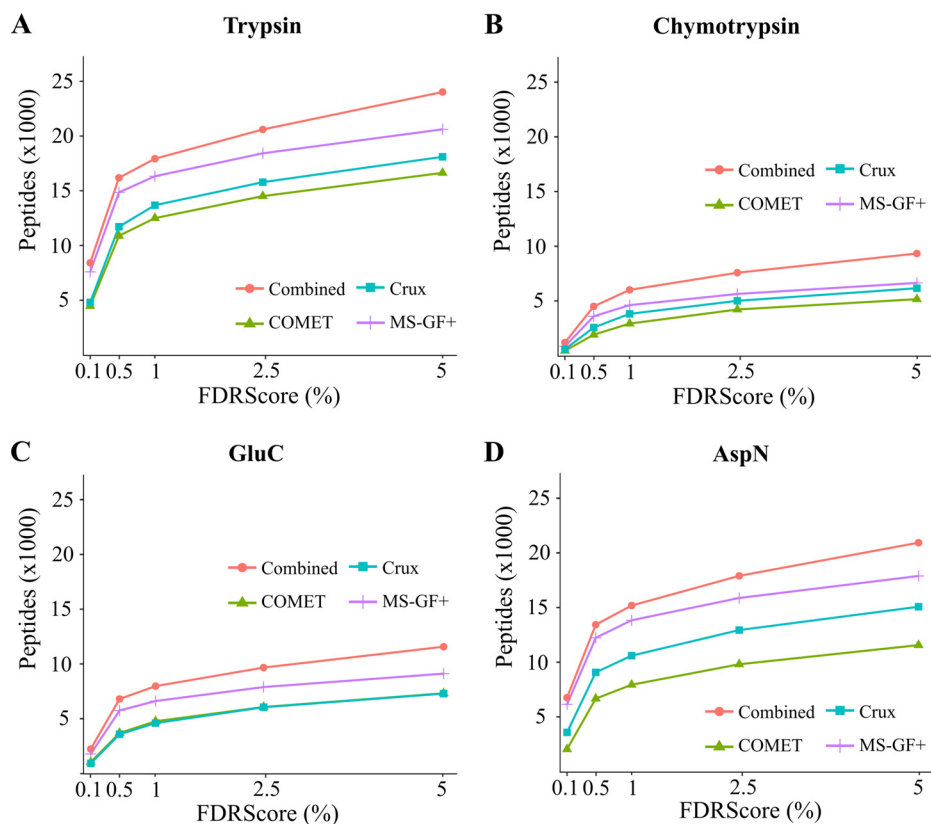 A Trypsin
25
20
15
10
5
Peptides (x1000)
Combined Crux
COMET MS-GF+
0.1 0.5 1 2.5 5
FDRScore (%)
B Chymotrypsin
25
20
15
10
5
Peptides (x1000)
Combined Crux
COMET MS-GF+
0.1 0.5 1 2.5 5
FDRScore (%)
C GluC
25
20
15
10
5
Peptides (x1000)
Combined Crux
COMET MS-GF+
0.1 0.5 1 2.5 5
FDRScore (%)
D AspN
25
20
15
10
5
Peptides (x1000)
Combined Crux
COMET MS-GF+
0.1 0.5 1 2.5 5
FDRScore (%)